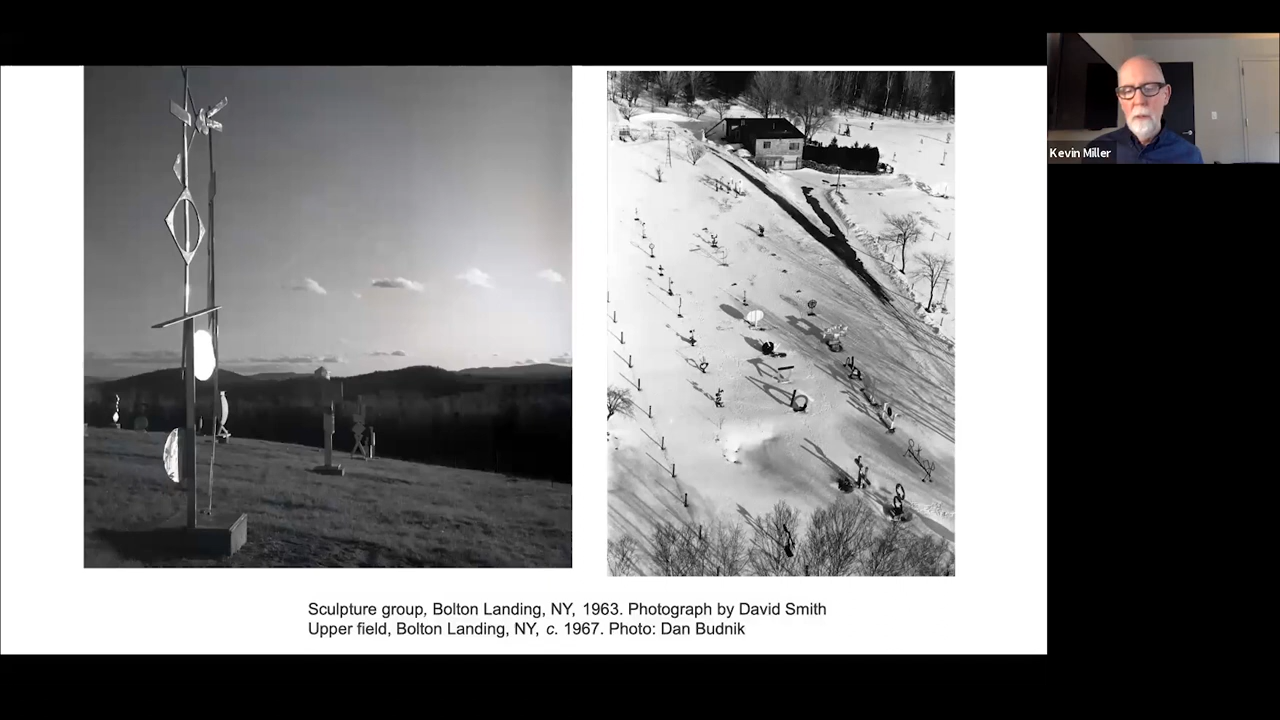 Kevin Miller
Sculpture group, Bolton Landing, NY, 1963. Photograph by David Smith
Upper field, Bolton Landing, NY, c. 1967. Photo: Dan Budnik